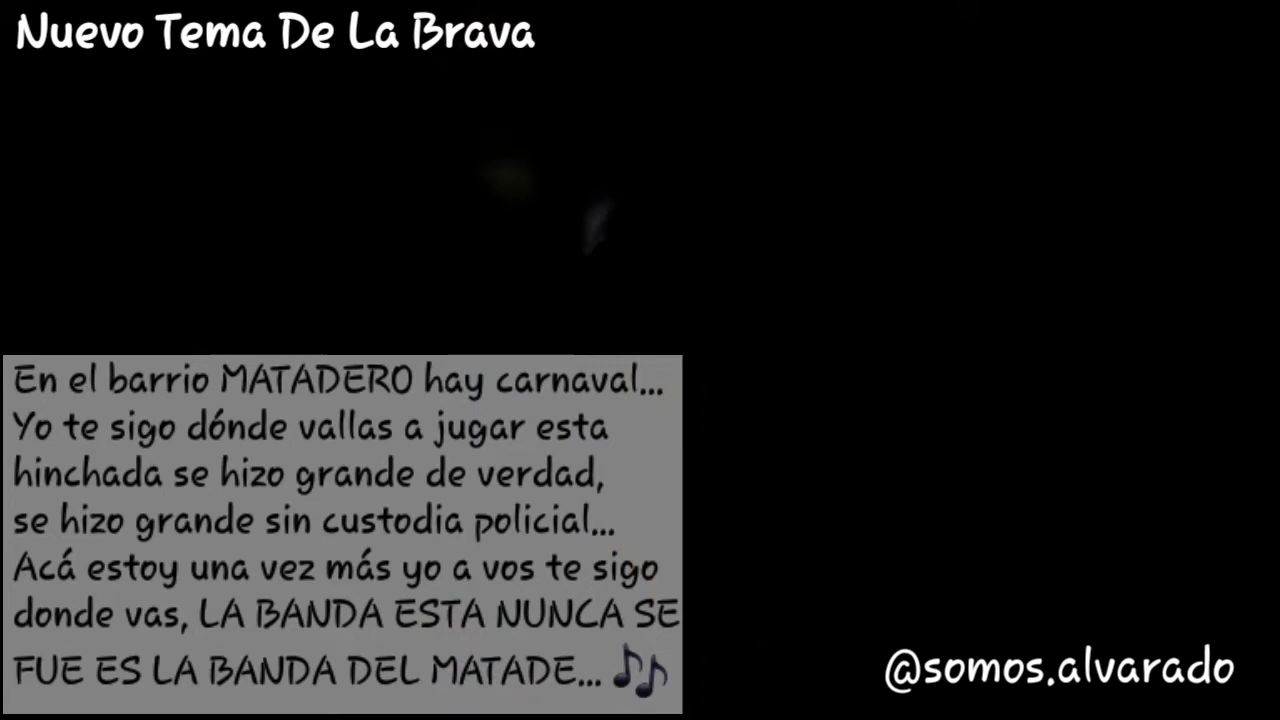 Nuevo Tema De La Brava
En el barrio MATADERO hay carnaval...
Yo te sigo dónde vallas a jugar esta
hinchada se hizo grande de verdad,
se hizo grande sin custodia policial...
Acá estoy una vez más yo a vos te sigo
donde vas, LA BANDA ESTA NUNCA SE
FUE ES LA BANDA DEL MATADE... 🎶
@somos.alvarado